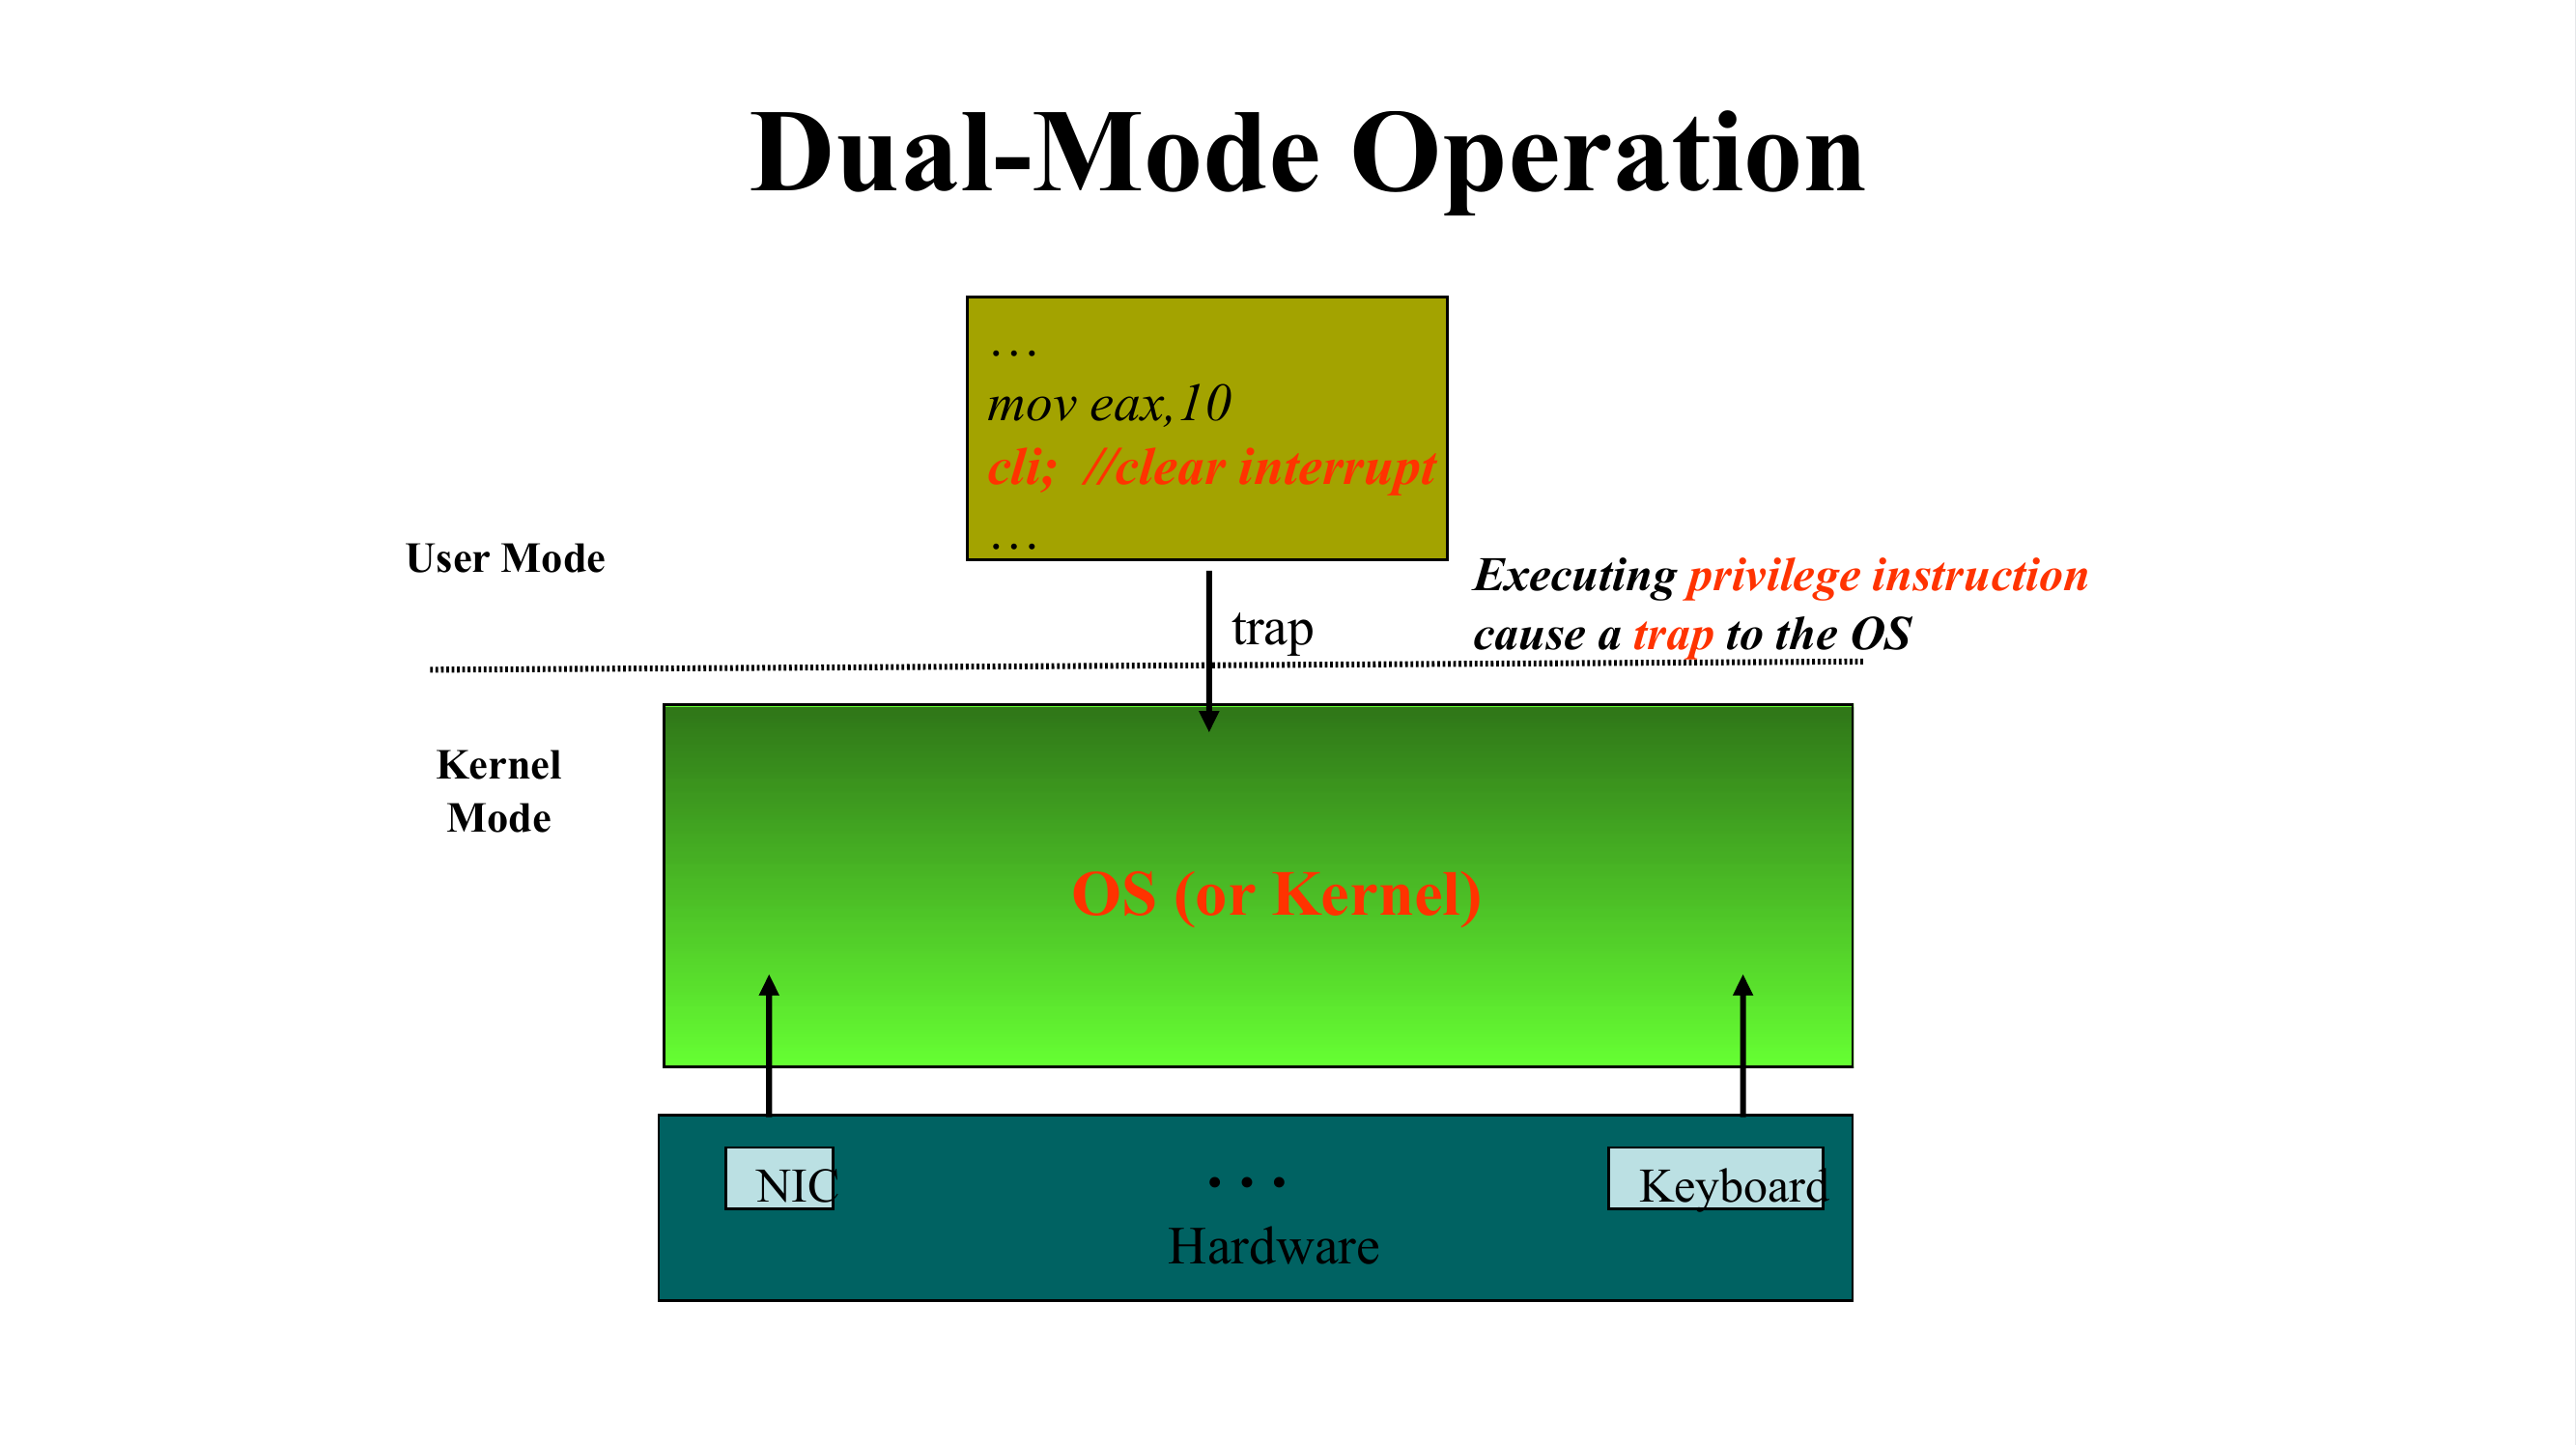 Dual-Mode Operation
…
mov eax,10
cli;  //clear interrupt
…
User Mode
trap
Executing privilege instruction
cause a trap to the OS
Kernel
Mode
OS (or Kernel)
NIC
…
Keyboard
Hardware